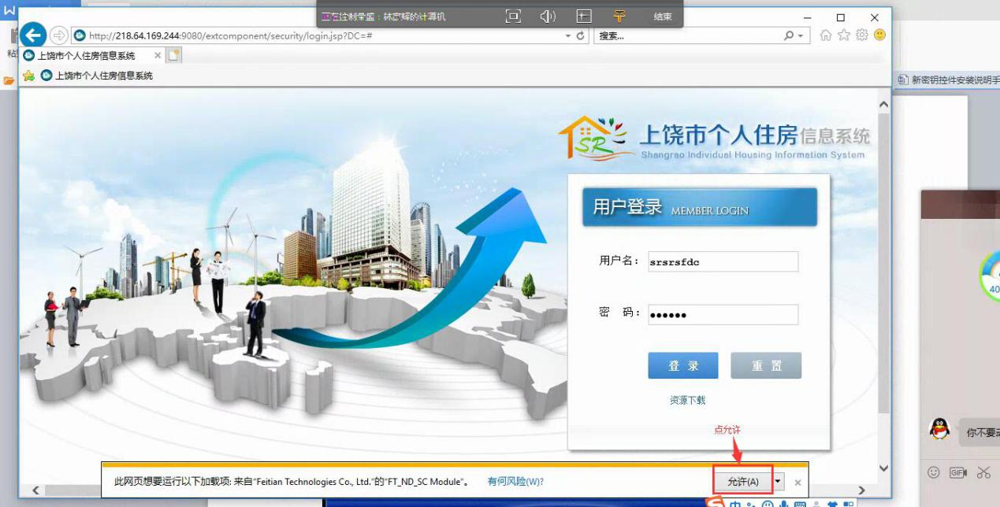 正在控制荣盛：林宏辉的计算机
结束
http://218.64.169.244:9080/extcomponent/security/login.jsp?DC=#
搜索...
上饶市个人住房信息系统
上饶市个人住房信息系统
新密钥控件安装说明手
SR
上饶市个人住房信息系统
Shangrao Individual Housing Information System
用户登录 MEMBER LOGIN
用户名：
srsrsfdc
密 码：
登 录
重 置
资源下载
点允许
此网页想要运行以下加载项: 来自"Feitian Technologies Co., Ltd."的"FT_ND_SC Module"。
有何风险(W)?
允许(A)
你不要
GIF
40
中